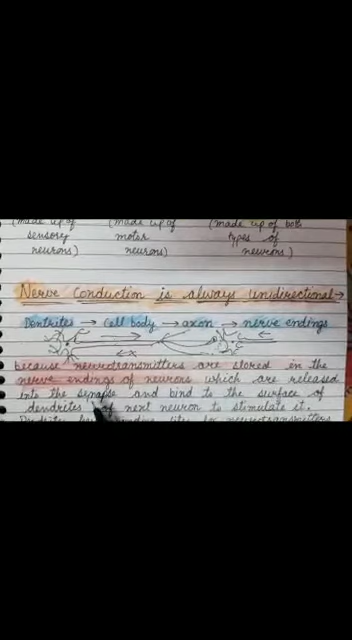 (made up of (made up of (made up of both
sensory motor types of
neurons) neurons) neurons)
Nerve Conduction is always unidirectional →
Dentrites → Cell body → axon → nerve endings
because neurotransmitters are stored in the
nerve endings of neurons which are released
into the synapse and bind to the surface of
dendrites of next neuron to stimulate it.
neurotransmitters